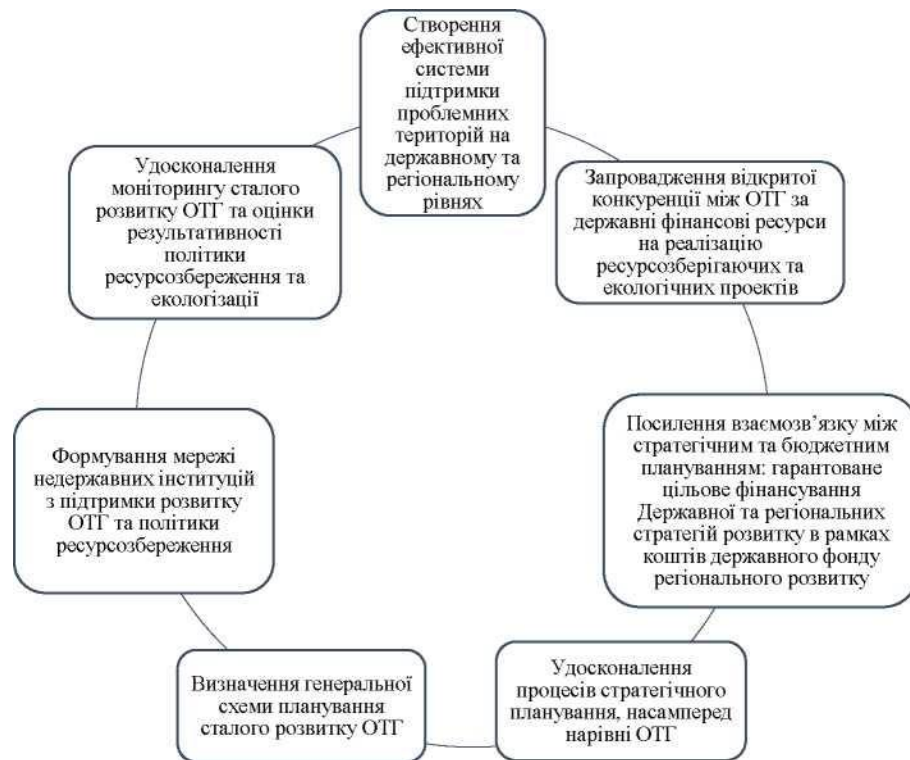 Створення
ефективної
системи
підтримки
проблемних
територій на
державному та
регіональному
рівнях
Запровадження відкритої
конкуренції між ОТГ за
державні фінансові ресурси
на реалізацію
ресурсозберігаючих та
екологічних проектів
Посилення взаємозв’язку між
стратегічним та бюджетним
плануванням: гарантоване
цільове фінансування
Державної та регіональних
стратегій розвитку в рамках
коштів державного фонду
регіонального розвитку
Удосконалення
процесів стратегічного
планування, насамперед
нарівні ОТГ
Визначення генеральної
схеми планування
сталого розвитку ОТГ
Формування мережі
недержавних інституцій
з підтримки розвитку
ОТГ та політики
ресурсозбереження
Удосконалення
моніторингу сталого
розвитку ОТГ та оцінки
результативності
політики
ресурсозбереження та
екологізації